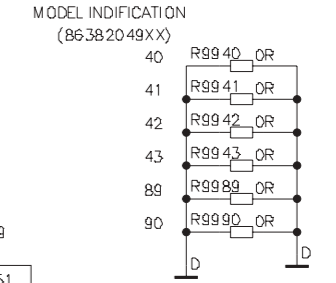 MODEL INDIFICATION
(86382049XX)
40 R9940 0R
41 R9941 0R
42 R9942 0R
43 R9943 0R
89 R9989 0R
90 R9990 0R
D
D